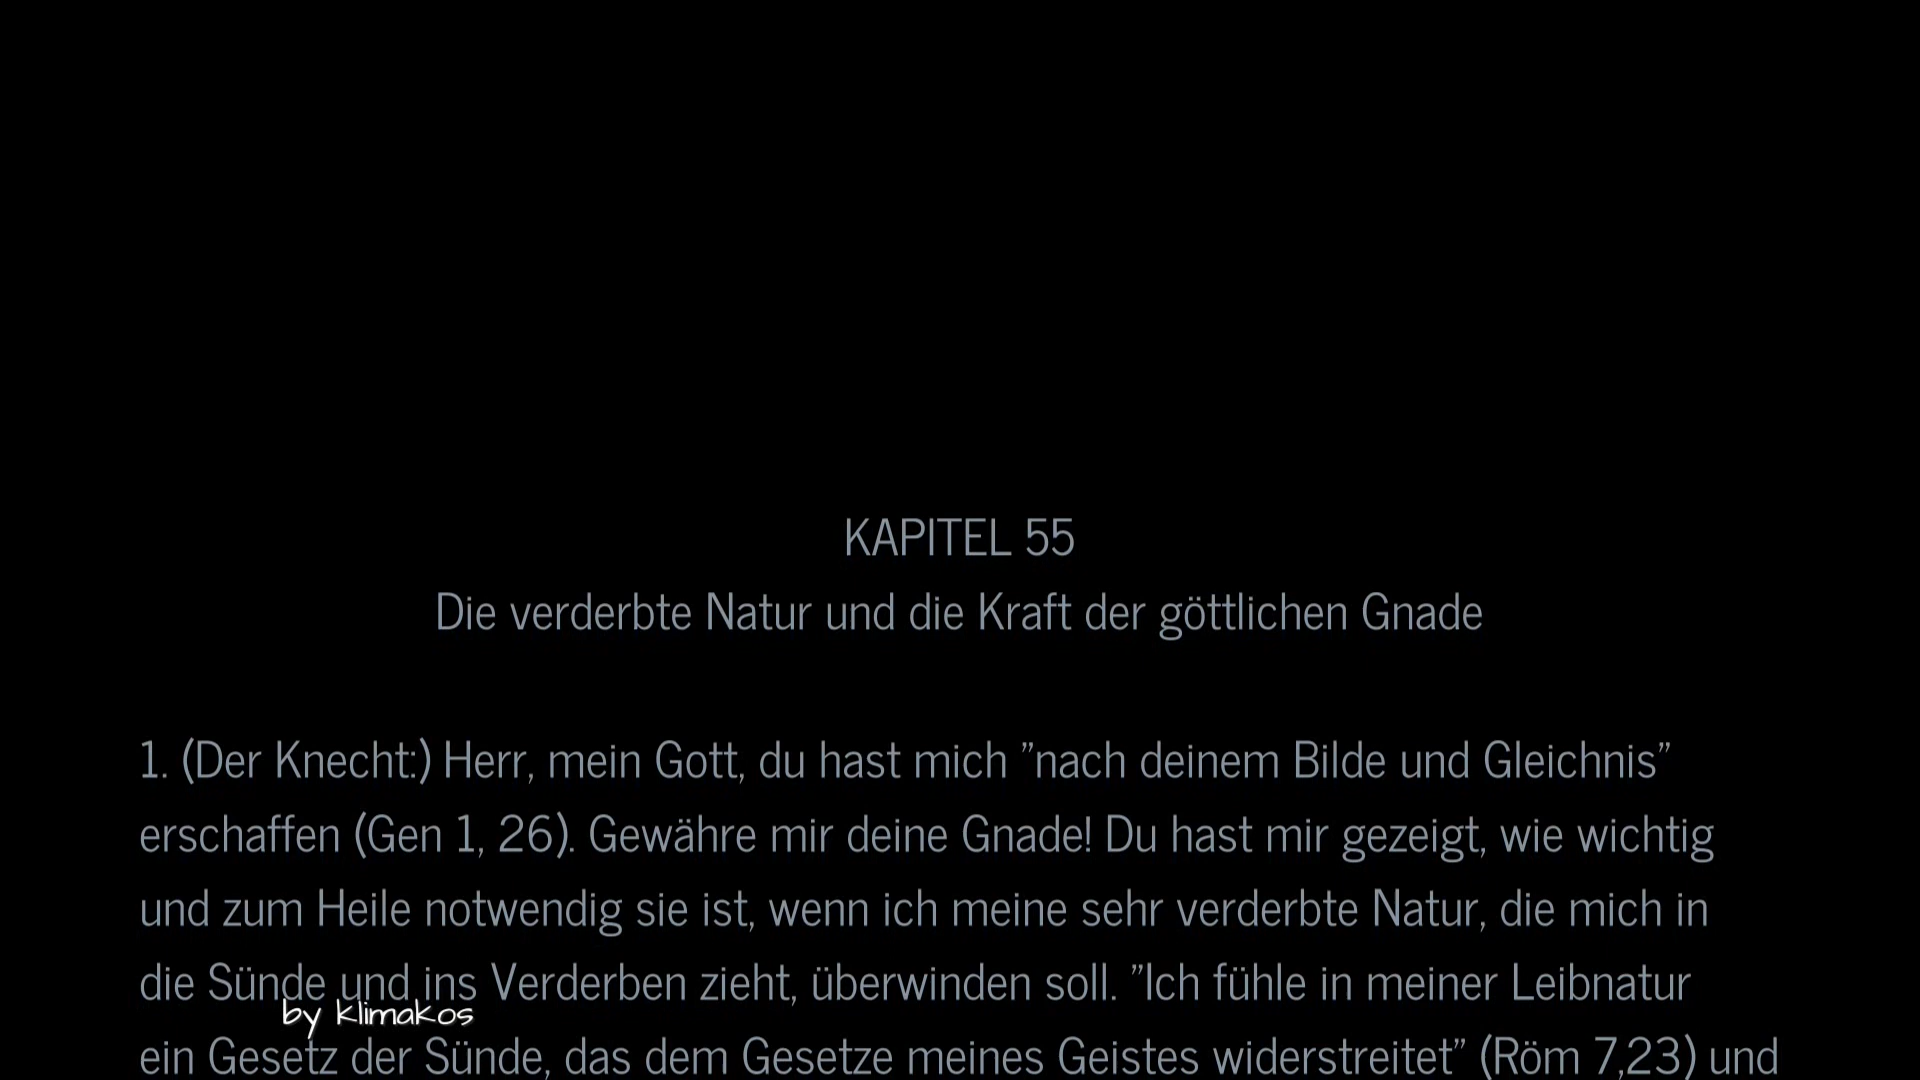 KAPITEL 55
Die verderbte Natur und die Kraft der göttlichen Gnade
1. (Der Knecht:) Herr, mein Gott, du hast mich ”nach deinem Bilde und Gleichnis”
erschaffen (Gen 1, 26). Gewähre mir deine Gnade! Du hast mir gezeigt, wie wichtig
und zum Heile notwendig sie ist, wenn ich meine sehr verderbte Natur, die mich in
die Sünde und ins Verderben zieht, überwinden soll. ”Ich fühle in meiner Leibnatur
by klimakos
ein Gesetz der Sünde, das dem Gesetze meines Geistes widerstreitet” (Röm 7,23) und